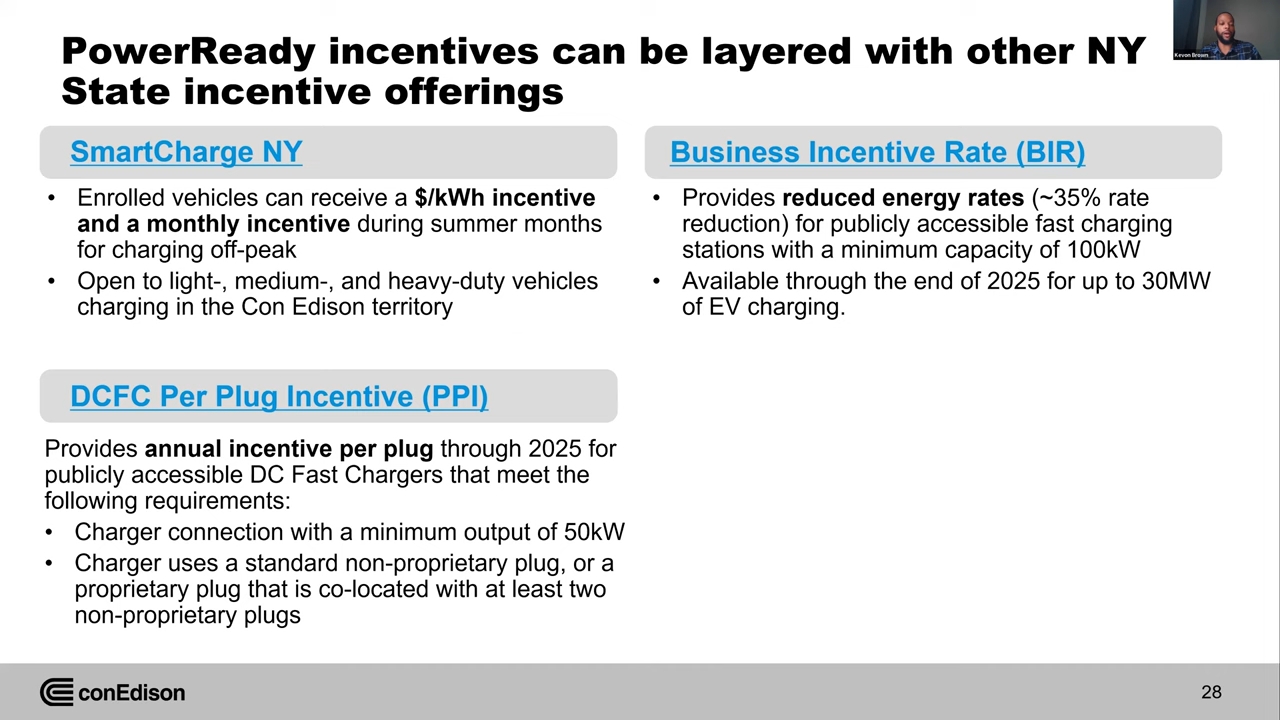 PowerReady incentives can be layered with other NY
State incentive offerings
Kevon Brown
SmartCharge NY
• Enrolled vehicles can receive a $/kWh incentive
and a monthly incentive during summer months
for charging off-peak
• Open to light-, medium-, and heavy-duty vehicles
charging in the Con Edison territory
Business Incentive Rate (BIR)
• Provides reduced energy rates (~35% rate
reduction) for publicly accessible fast charging
stations with a minimum capacity of 100kW
• Available through the end of 2025 for up to 30MW
of EV charging.
DCFC Per Plug Incentive (PPI)
Provides annual incentive per plug through 2025 for
publicly accessible DC Fast Chargers that meet the
following requirements:
• Charger connection with a minimum output of 50kW
• Charger uses a standard non-proprietary plug, or a
proprietary plug that is co-located with at least two
non-proprietary plugs
conEdison
28